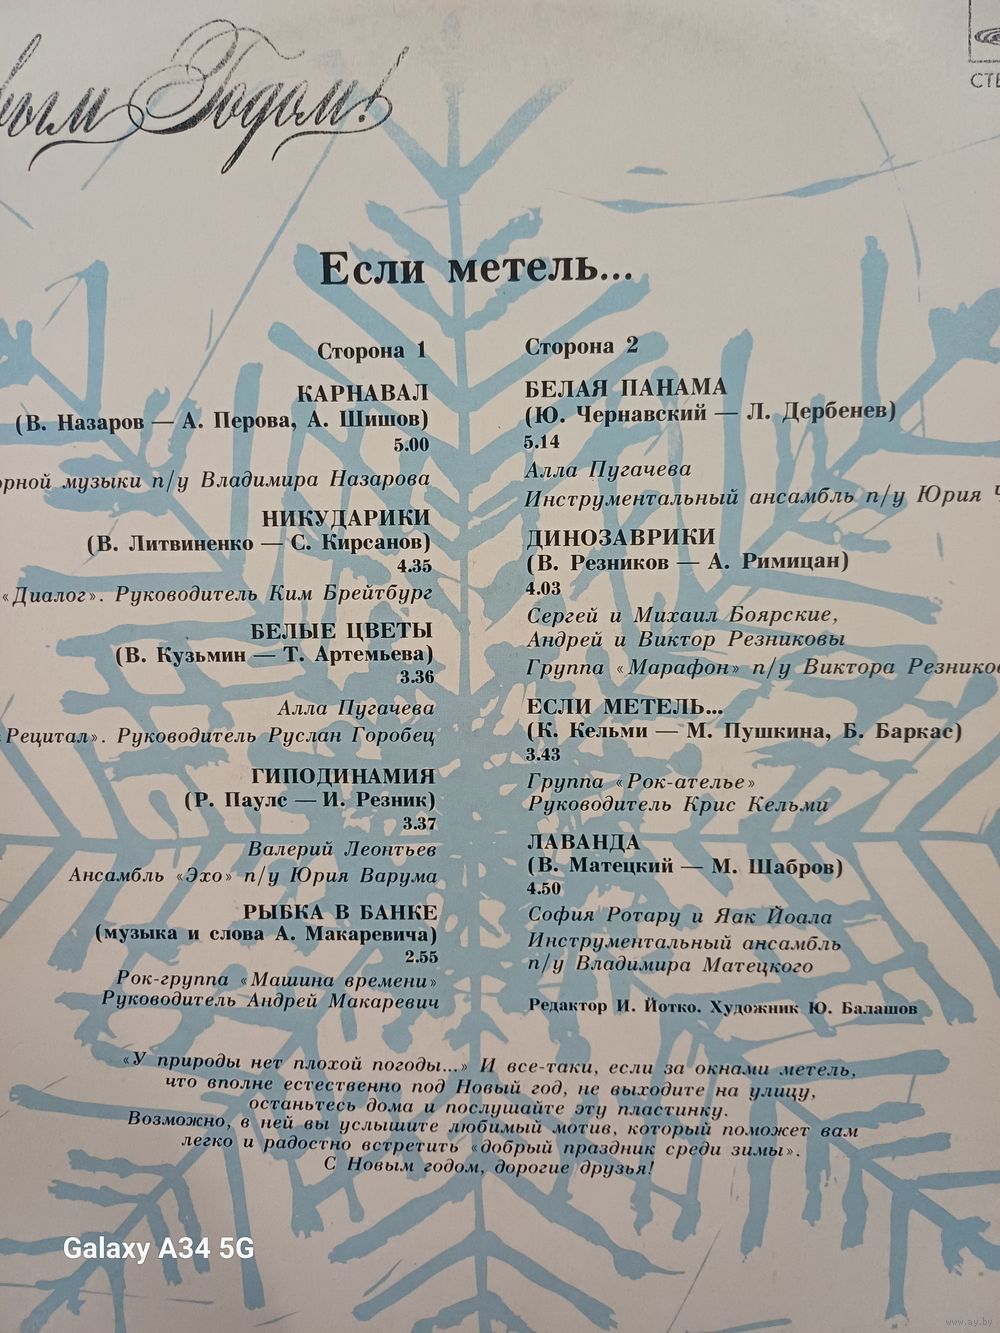 Годом!
СТЕ
Если метель...
Сторона 1
КАРНАВАЛ
(В. Назаров — А. Перова, А. Шишов)
5.00
орной музыки п/у Владимира Назарова
НИКУДАРИКИ
(В. Литвиненко — С. Кирсанов)
4.35
«Диалог». Руководитель Ким Брейтбург
БЕЛЫЕ ЦВЕТЫ
(В. Кузьмин — Т. Артемьева)
3.36
Алла Пугачева
Рецитал». Руководитель Руслан Горобец
ГИПОДИНАМИЯ
(Р. Паулс — И. Резник)
3.37
Валерий Леонтьев
Ансамбль «Эхо» п/у Юрия Варума
РЫБКА В БАНКЕ
(музыка и слова А. Макаревича)
2.55
Рок-группа «Машина времени»
Руководитель Андрей Макаревич
Сторона 2
БЕЛАЯ ПАНАМА
(Ю. Чернавский — Л. Дербенев)
5.14
Алла Пугачева
Инструментальный ансамбль п/у Юрия Ч
ДИНОЗАВРИКИ
(В. Резников — А. Римицан)
4.03
Сергей и Михаил Боярские,
Андрей и Виктор Резниковы
Группа «Марафон» п/у Виктора Резников
ЕСЛИ МЕТЕЛЬ...
(К. Кельми — М. Пушкина, Б. Баркас)
3.43
Группа «Рок-ателье»
Руководитель Крис Кельми
ЛАВАНДА
(В. Матецкий — М. Шабров)
4.50
София Ротару и Яак Йоала
Инструментальный ансамбль
п/у Владимира Матецкого
Редактор И. Йотко. Художник Ю. Балашов
«У природы нет плохой погоды...» И все-таки, если за окнами метель,
что вполне естественно под Новый год, не выходите на улицу,
останьтесь дома и послушайте эту пластинку.
Возможно, в ней вы услышите любимый мотив, который поможет вам
легко и радостно встретить «добрый праздник среди зимы».
С Новым годом, дорогие друзья!
Galaxy A34 5G
www.ay.by